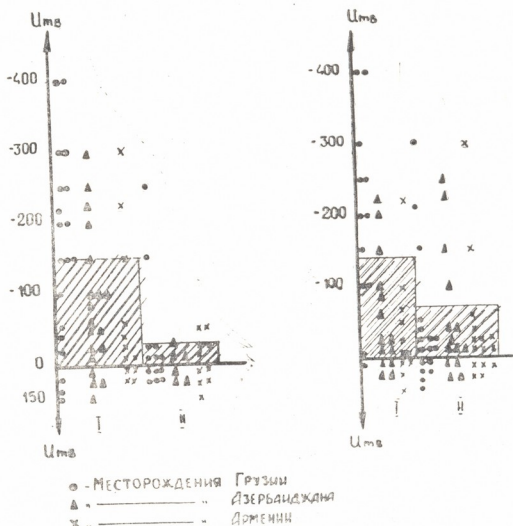 Uтв
Uтв
-400
-300
-200
-100
0
150
I
II
Uтв
-400
-300
-200
-100
0
I
II
Uтв
● - Месторождения Грузии
▲ - —— " Азербайджана
× - —— " Армении